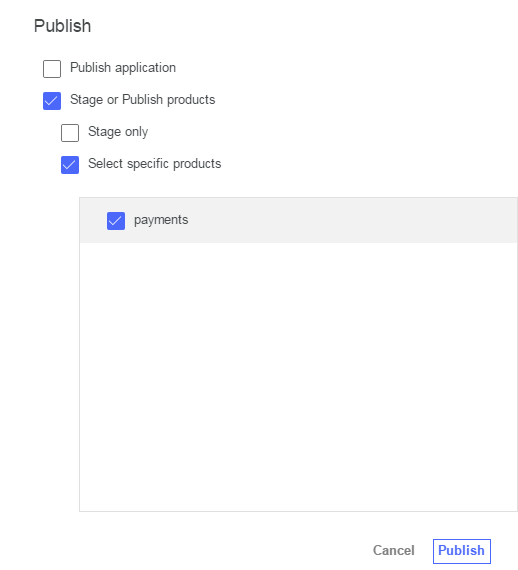 Publish
Publish application
Stage or Publish products
Stage only
Select specific products
payments
Cancel Publish